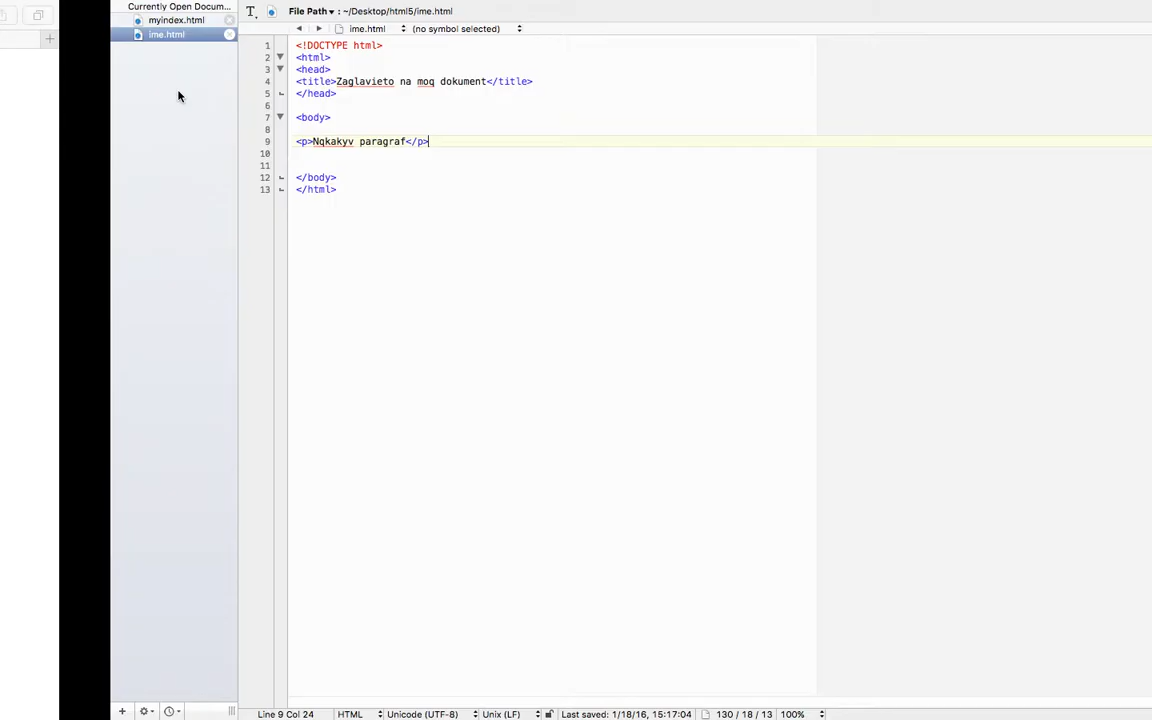 Currently Open Docum...
myindex.html
ime.html
File Path ▾ : ~/Desktop/html5/ime.html
ime.html (no symbol selected)
1 <!DOCTYPE html>
2 <html>
3 <head>
4 <title>Zaglavieto na moq dokument</title>
5 </head>
6
7 <body>
8
9 <p>Nqkakyv paragraf</p>
10
11
12 </body>
13 </html>
Line 9 Col 24 HTML Unicode (UTF-8) Unix (LF) Last saved: 1/18/16, 15:17:04 130 / 18 / 13 100%